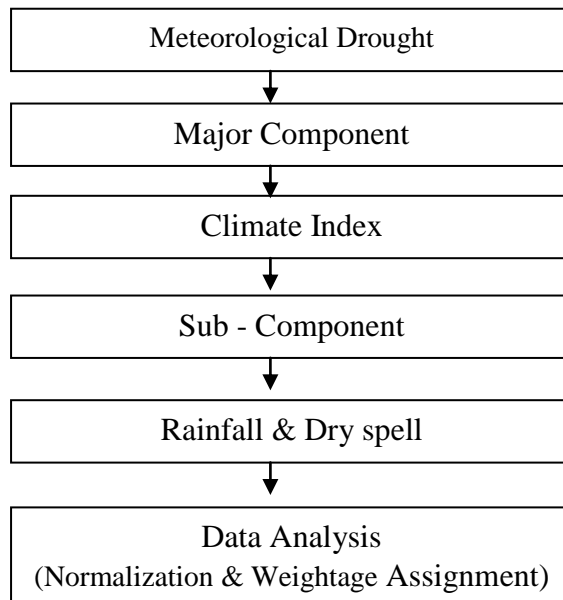 Meteorological Drought
Major Component
Climate Index
Sub - Component
Rainfall & Dry spell
Data Analysis
(Normalization & Weightage Assignment)